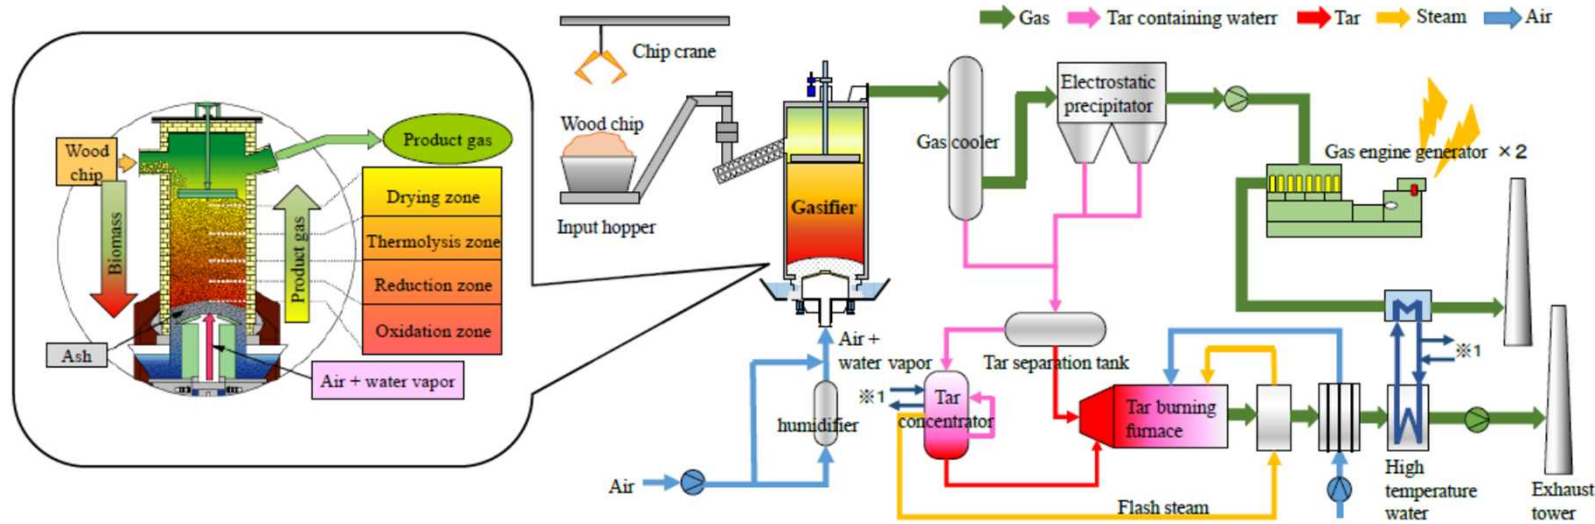 Gas
Tar containing waterr
Tar
Steam
Air
Chip crane
Wood chip
Input hopper
Gasifier
Gas cooler
Electrostatic
precipitator
Gas engine generator ×2
Wood
chip
Biomass
Product gas
Product gas
Drying zone
Thermolysis zone
Reduction zone
Oxidation zone
Ash
Air + water vapor
Air +
water vapor
humidifier
Air
※1
Tar
concentrator
Tar separation tank
Tar burning
furnace
Flash steam
※1
High
temperature
water
Exhaust
tower